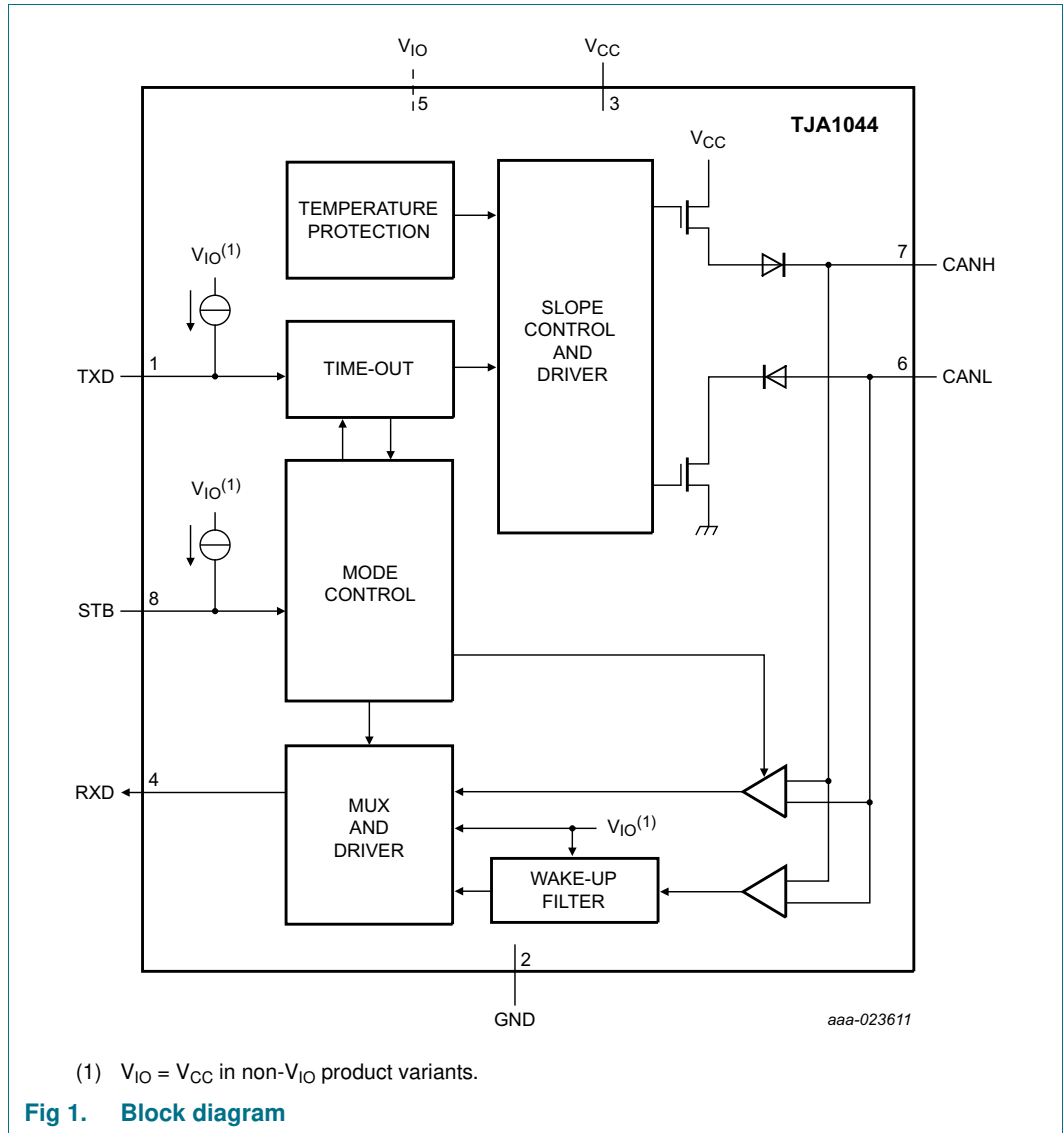 VIO
VCC
5
3
TJA1044
VCC
TEMPERATURE
PROTECTION
SLOPE
CONTROL
AND
DRIVER
VIO(1)
7
CANH
TIME-OUT
1
TXD
6
CANL
VIO(1)
MODE
CONTROL
8
STB
4
RXD
MUX
AND
DRIVER
VIO(1)
WAKE-UP
FILTER
2
GND
aaa-023611
(1) VIO = VCC in non-VIO product variants.
Fig 1. Block diagram